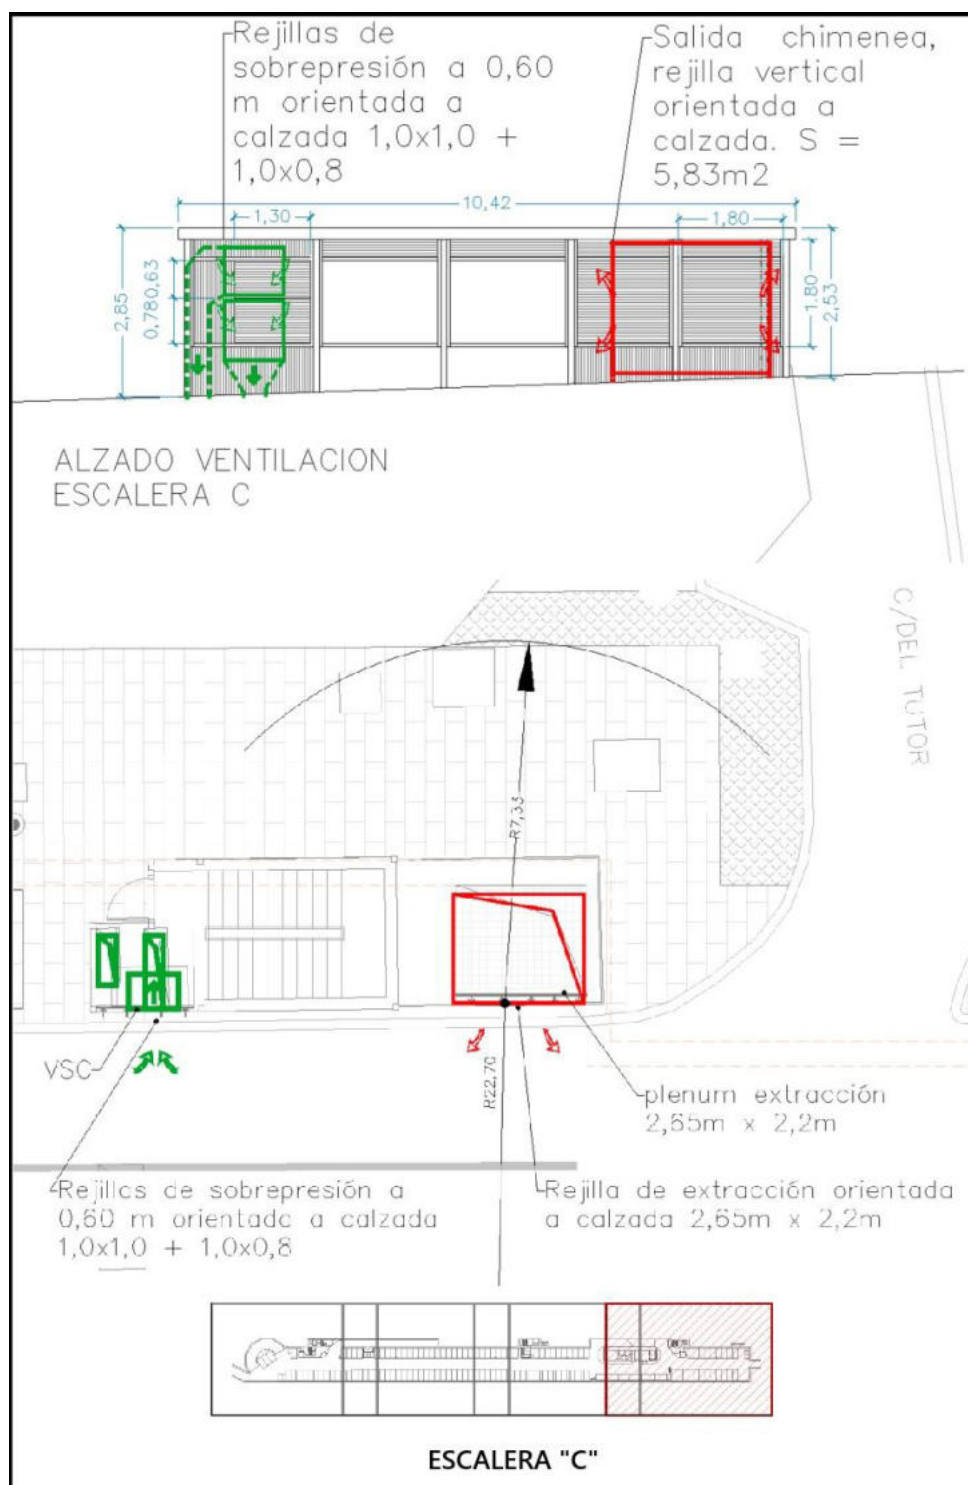 Rejillas de
sobrepresión a 0,60
m orientada a
calzada 1,0x1,0 +
1,0x0,8
Salida chimenea,
rejilla vertical
orientada a
calzada. S =
5,83m2
10,42
1,30
1,80
2,85
0,63
0,78
1,80
2,53
ALZADO VENTILACION
ESCALERA C
C/DEL TUTOR
R7,33
R22,70
VSC
plenum extracción
2,65m x 2,2m
Rejillas de sobrepresión a
0,60 m orientada a calzada
1,0x1,0 + 1,0x0,8
Rejilla de extracción orientada
a calzada 2,65m x 2,2m
ESCALERA "C"